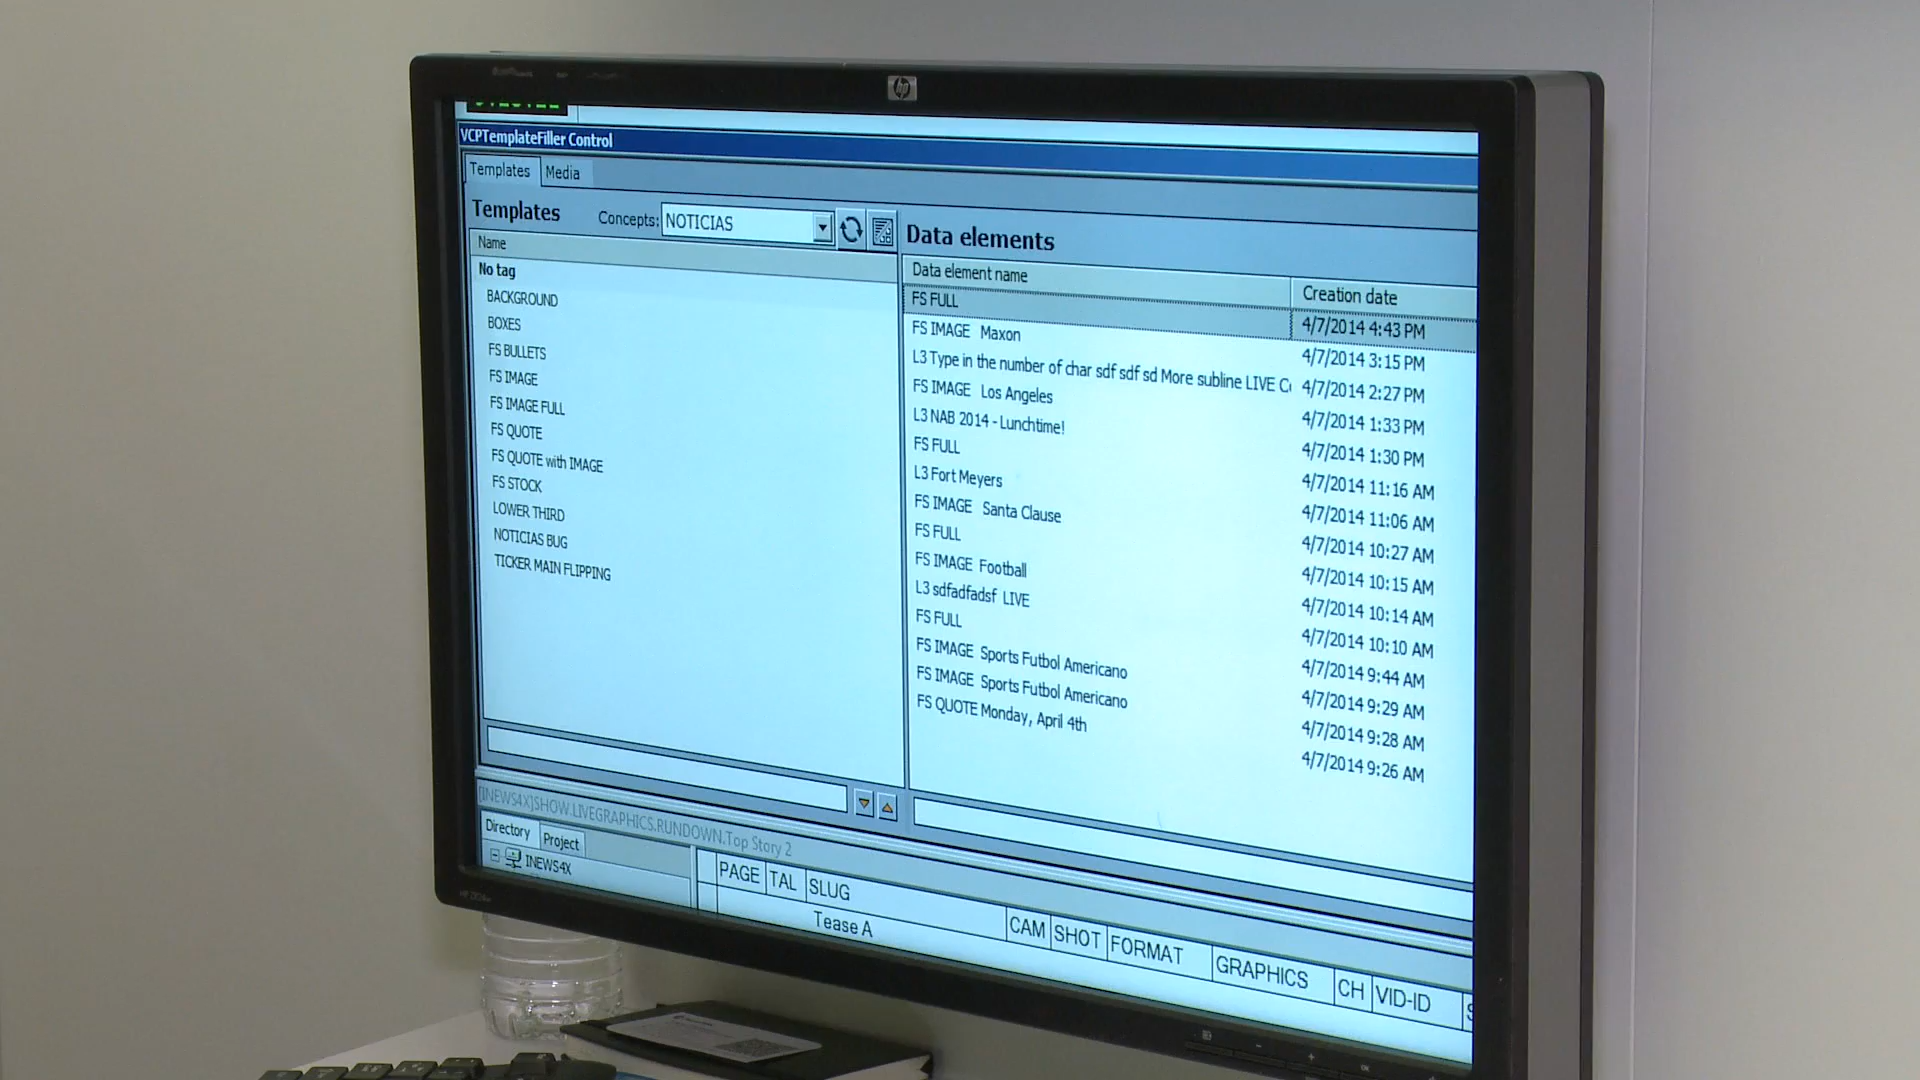 hp
VCPTemplateFiller Control
Templates Media
Templates Concepts: NOTICIAS
Name
No tag
BACKGROUND
BOXES
FS BULLETS
FS IMAGE
FS IMAGE FULL
FS QUOTE
FS QUOTE with IMAGE
FS STOCK
LOWER THIRD
NOTICIAS BUG
TICKER MAIN FLIPPING
Data elements
Data element name Creation date
FS FULL 4/7/2014 4:43 PM
FS IMAGE Maxon 4/7/2014 3:15 PM
L3 Type in the number of char sdf sdf sd More subline LIVE 4/7/2014 2:27 PM
FS IMAGE Los Angeles 4/7/2014 1:33 PM
L3 NAB 2014 - Lunchtime! 4/7/2014 1:30 PM
FS FULL 4/7/2014 11:16 AM
L3 Fort Meyers 4/7/2014 11:06 AM
FS IMAGE Santa Clause 4/7/2014 10:27 AM
FS FULL 4/7/2014 10:15 AM
FS IMAGE Football 4/7/2014 10:14 AM
L3 sdfadfadsf LIVE 4/7/2014 10:10 AM
FS FULL 4/7/2014 9:44 AM
FS IMAGE Sports Futbol Americano 4/7/2014 9:29 AM
FS IMAGE Sports Futbol Americano 4/7/2014 9:28 AM
FS QUOTE Monday, April 4th 4/7/2014 9:26 AM
[INEWS4X]SHOW.LIVEGRAPHICS.RUNDOWN.Top Story 2
Directory Project
INEWS4X
PAGE TAL SLUG CAM SHOT FORMAT GRAPHICS CH VID-ID
Tease A